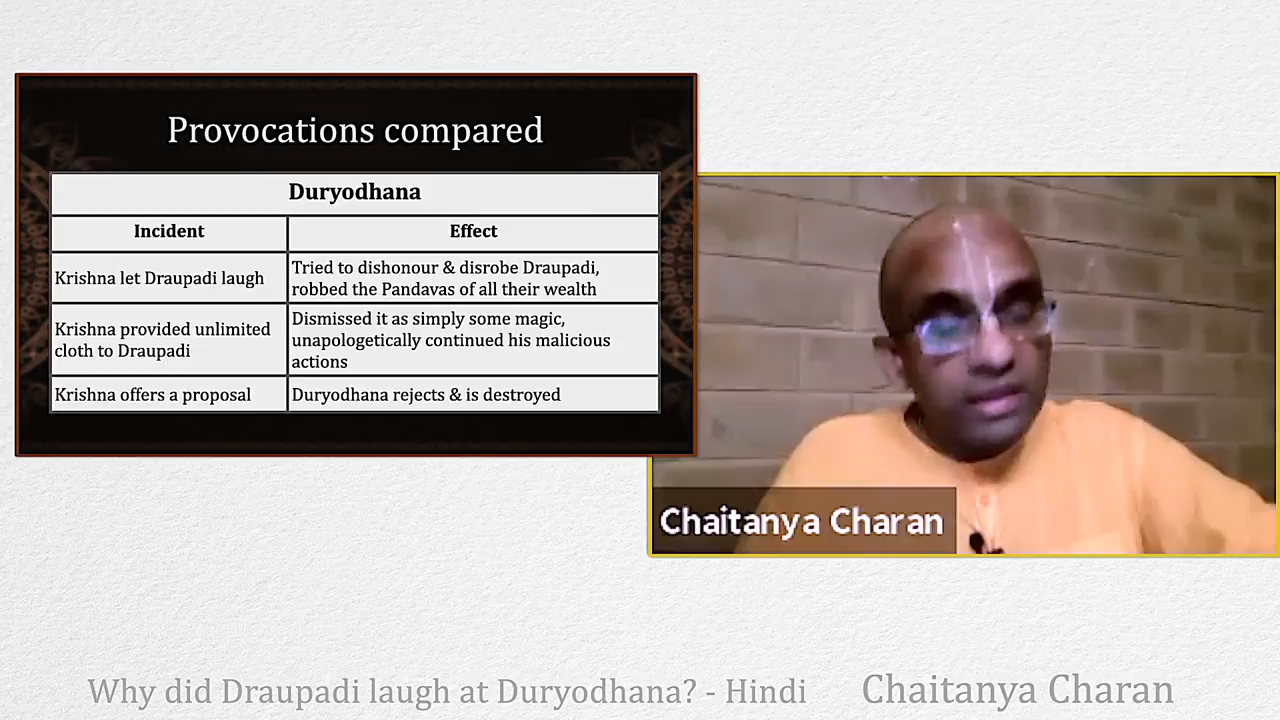 Provocations compared
Duryodhana
Incident Effect
Krishna let Draupadi laugh
Tried to dishonour & disrobe Draupadi,
robbed the Pandavas of all their wealth
Krishna provided unlimited
cloth to Draupadi
Dismissed it as simply some magic,
unapologetically continued his malicious
actions
Krishna offers a proposal
Duryodhana rejects & is destroyed
Chaitanya Charan
Why did Draupadi laugh at Duryodhana? - Hindi
Chaitanya Charan